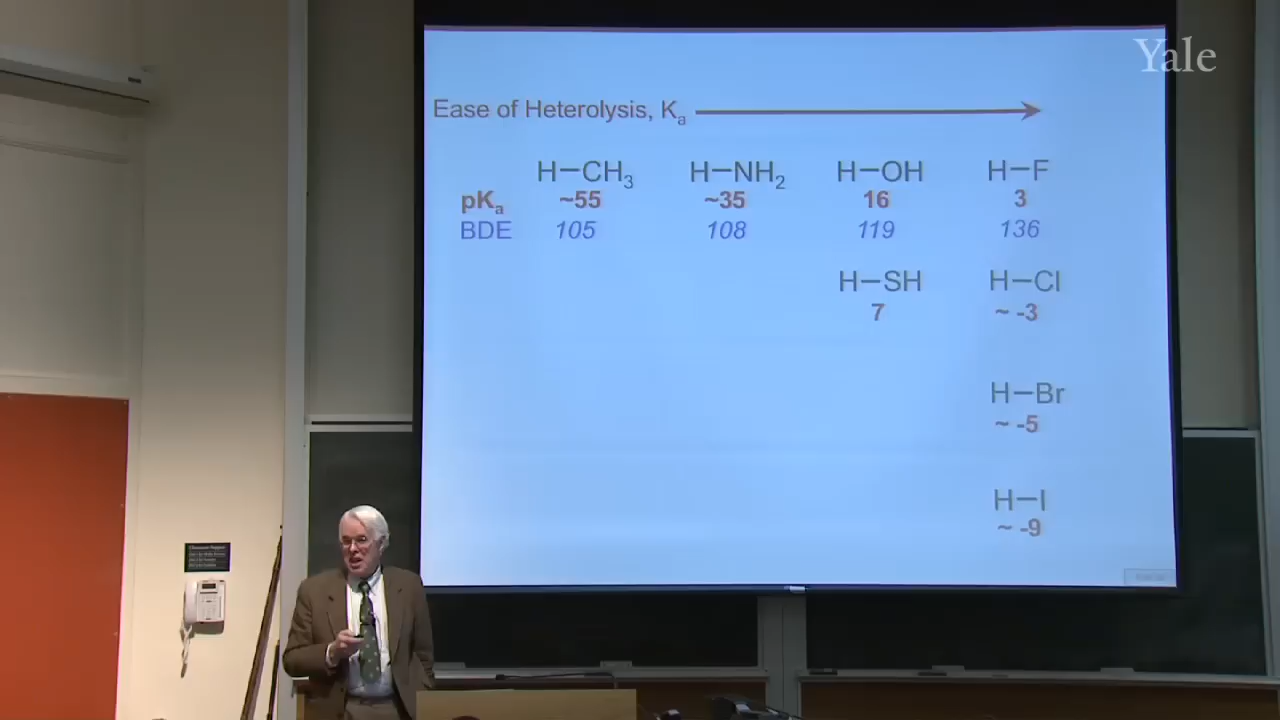 Yale
Ease of Heterolysis, Ka
H–CH3 H–NH2 H–OH H–F
pKa ~55 ~35 16 3
BDE 105 108 119 136
H–SH H–Cl
7 ~ -3
H–Br
~ -5
H–I
~ -9